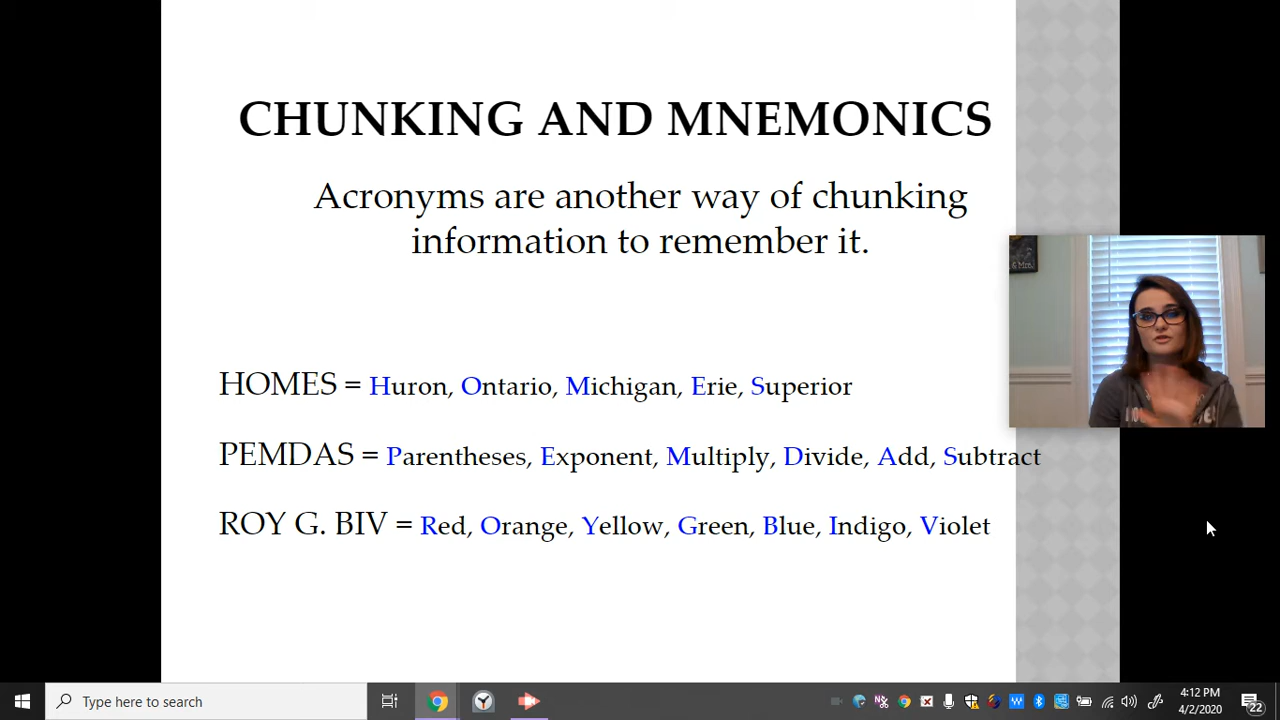 CHUNKING AND MNEMONICS
Acronyms are another way of chunking
information to remember it.
HOMES = Huron, Ontario, Michigan, Erie, Superior
PEMDAS = Parentheses, Exponent, Multiply, Divide, Add, Subtract
ROY G. BIV = Red, Orange, Yellow, Green, Blue, Indigo, Violet
Type here to search
4:12 PM
4/2/2020
22